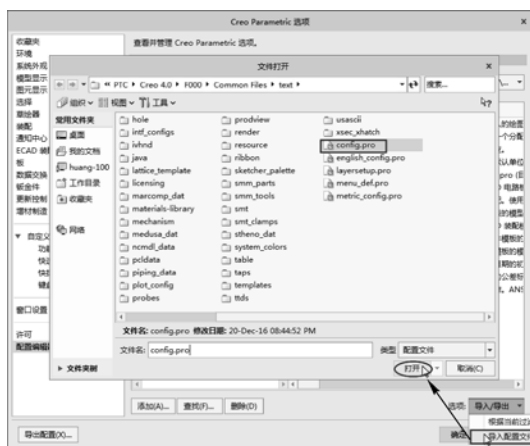 Creo Parametric 选项
收藏夹
环境
系统外观
模型显示
图元显示
选择
草绘器
装配
通知中心
板
数据交换
钣金件
更新控制
增材制造
窗口设置
许可
查看并管理 Creo Parametric 选项。
文件打开
PTC ▸ Creo 4.0 ▸ F000 ▸ Common Files ▸ text ▸
搜索...
组织 视图 工具
常用文件夹
桌面
我的文档
huang-100
工作目录
收藏夹
网络
hole
intf_configs
ivhnd
java
lattice_template
licensing
marcomp_dat
materials-library
mechanism
medusa_dat
ncmdl_data
pcldata
piping_data
plot_config
probes
prodview
render
resource
ribbon
sketcher_palette
smm_parts
smm_tools
smt
smt_clamps
stheno_dat
system_colors
table
taps
templates
ttds
usascii
xsec_xhatch
config.pro
english_config.pro
layersetup.pro
menu_def.pro
metric_config.pro
文件名: config.pro 修改日期: 20-Dec-16 08:44:52 PM
文件名: config.pro
类型 配置文件
▸ 文件夹树
打开
取消(C)
添加(A)...
查找(F)...
删除(D)
选项:
导入/导出
根据当前过
导入配置文
导出配置(X)...